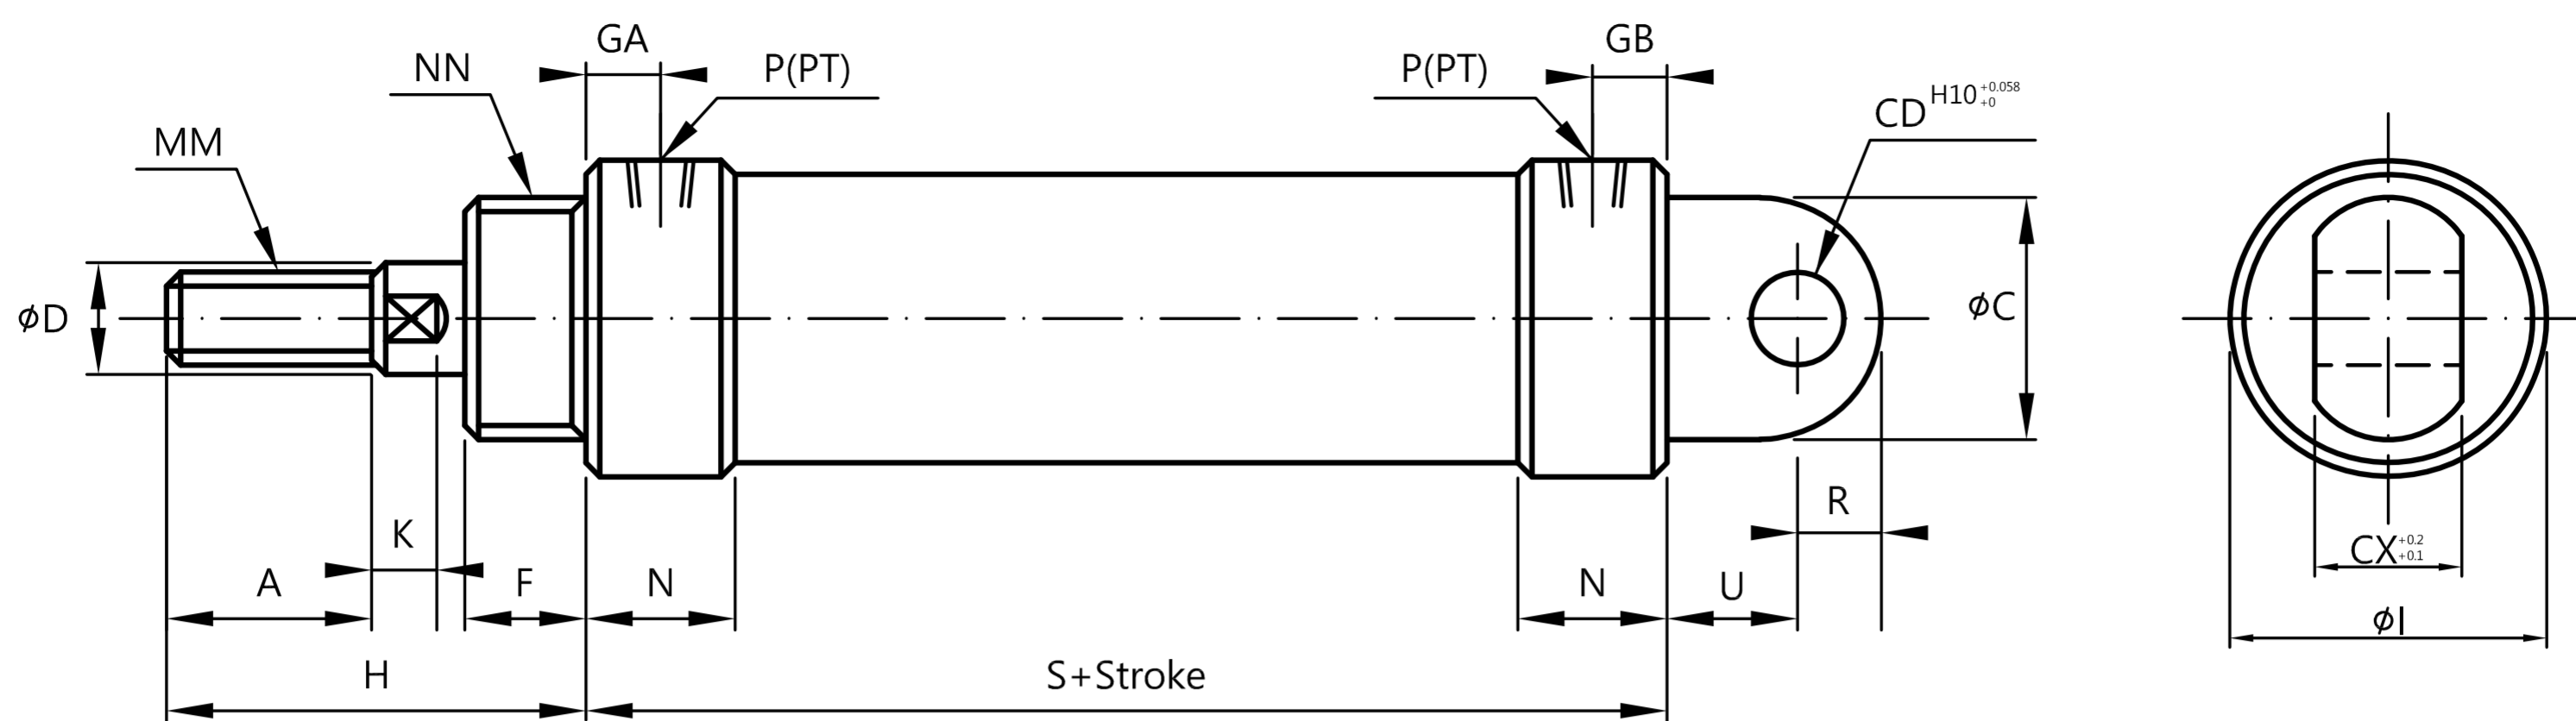 GA
GB
NN
P(PT)
P(PT)
CD H10 +0.058 +0
MM
ϕD
ϕC
K
R
A
F
N
N
U
CX +0.2 +0.1
ϕI
H
S+Stroke